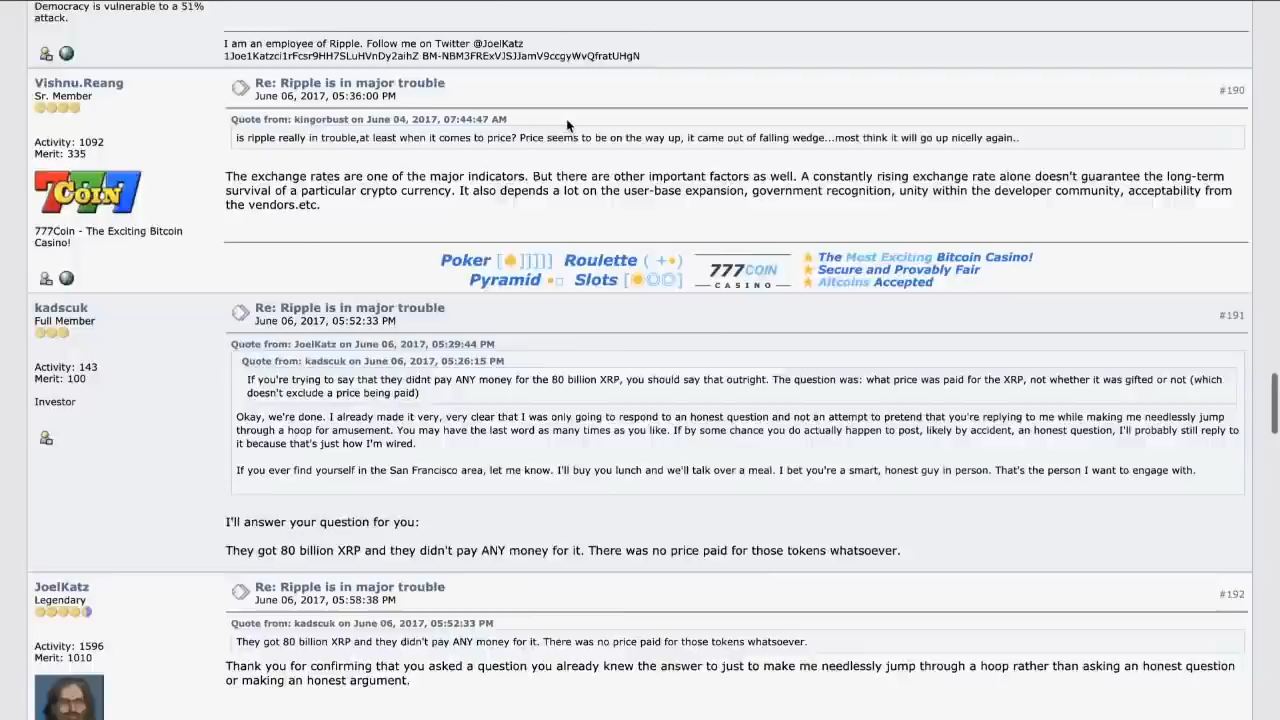 Democracy is vulnerable to a 51%
attack.
I am an employee of Ripple. Follow me on Twitter @JoelKatz
1Joe1Katzci1rFcsr9HH7SLuHVnDy2aihZ BM-NBM3FRExVJSJJamV9ccgyWvQfratUHgN
Vishnu.Reang
Sr. Member
Activity: 1092
Merit: 335
777Coin
777Coin - The Exciting Bitcoin
Casino!
Re: Ripple is in major trouble
June 06, 2017, 05:36:00 PM
#190
Quote from: kingorbust on June 04, 2017, 07:44:47 AM
is ripple really in trouble,at least when it comes to price? Price seems to be on the way up, it came out of falling wedge...most think it will go up nicelly again..
The exchange rates are one of the major indicators. But there are other important factors as well. A constantly rising exchange rate alone doesn't guarantee the long-term
survival of a particular crypto currency. It also depends a lot on the user-base expansion, government recognition, unity within the developer community, acceptability from
the vendors.etc.
Poker Roulette
Pyramid Slots
777COIN
CASINO
The Most Exciting Bitcoin Casino!
Secure and Provably Fair
Altcoins Accepted
kadscuk
Full Member
Activity: 143
Merit: 100
Investor
Re: Ripple is in major trouble
June 06, 2017, 05:52:33 PM
#191
Quote from: JoelKatz on June 06, 2017, 05:29:44 PM
Quote from: kadscuk on June 06, 2017, 05:26:15 PM
If you're trying to say that they didnt pay ANY money for the 80 billion XRP, you should say that outright. The question was: what price was paid for the XRP, not whether it was gifted or not (which
doesn't exclude a price being paid)
Okay, we're done. I already made it very, very clear that I was only going to respond to an honest question and not an attempt to pretend that you're replying to me while making me needlessly jump
through a hoop for amusement. You may have the last word as many times as you like. If by some chance you do actually happen to post, likely by accident, an honest question, I'll probably still reply to
it because that's just how I'm wired.
If you ever find yourself in the San Francisco area, let me know. I'll buy you lunch and we'll talk over a meal. I bet you're a smart, honest guy in person. That's the person I want to engage with.
I'll answer your question for you:
They got 80 billion XRP and they didn't pay ANY money for it. There was no price paid for those tokens whatsoever.
JoelKatz
Legendary
Activity: 1596
Merit: 1010
Re: Ripple is in major trouble
June 06, 2017, 05:58:38 PM
#192
Quote from: kadscuk on June 06, 2017, 05:52:33 PM
They got 80 billion XRP and they didn't pay ANY money for it. There was no price paid for those tokens whatsoever.
Thank you for confirming that you asked a question you already knew the answer to just to make me needlessly jump through a hoop rather than asking an honest question
or making an honest argument.